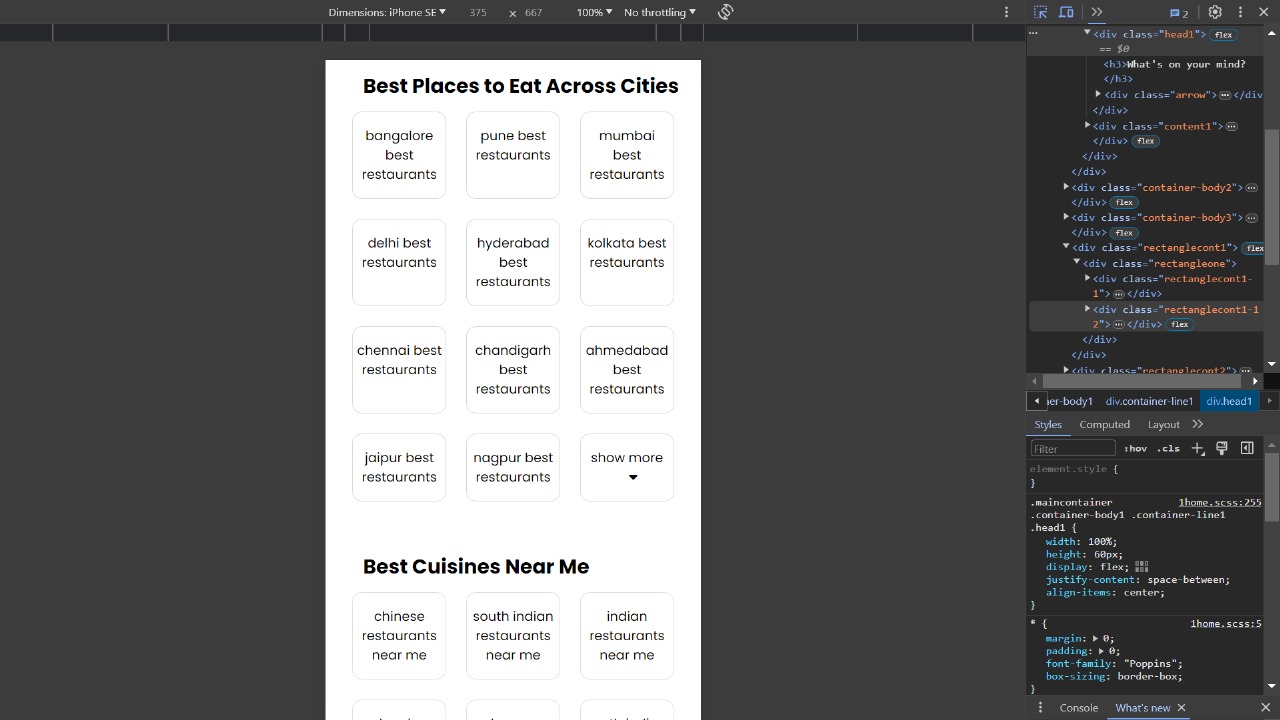 Dimensions: iPhone SE 375 × 667 100% No throttling
Best Places to Eat Across Cities
bangalore
best
restaurants
pune best
restaurants
mumbai
best
restaurants
delhi best
restaurants
hyderabad
best
restaurants
kolkata best
restaurants
chennai best
restaurants
chandigarh
best
restaurants
ahmedabad
best
restaurants
jaipur best
restaurants
nagpur best
restaurants
show more
Best Cuisines Near Me
chinese
restaurants
near me
south indian
restaurants
near me
indian
restaurants
near me
2
<div class="head1"> flex
== $0
<h3>What's on your mind?
</h3>
<div class="arrow"> … </div
</div>
<div class="content1"> …
</div> flex
</div>
</div>
<div class="container-body2"> …
</div> flex
<div class="container-body3"> …
</div> flex
<div class="rectanglecont1"> flex
<div class="rectangleone">
<div class="rectanglecont1-
1"> … </div>
<div class="rectanglecont1-1
2"> … </div> flex
</div>
</div>
<div class="rectanglecont2"> …
er-body1 div.container-line1 div.head1
Styles Computed Layout
Filter :hov .cls
element.style {
}
.maincontainer 1home.scss:255
.container-body1 .container-line1
.head1 {
width: 100%;
height: 60px;
display: flex;
justify-content: space-between;
align-items: center;
}
* { 1home.scss:5
margin: 0;
padding: 0;
font-family: "Poppins";
box-sizing: border-box;
}
Console What's new